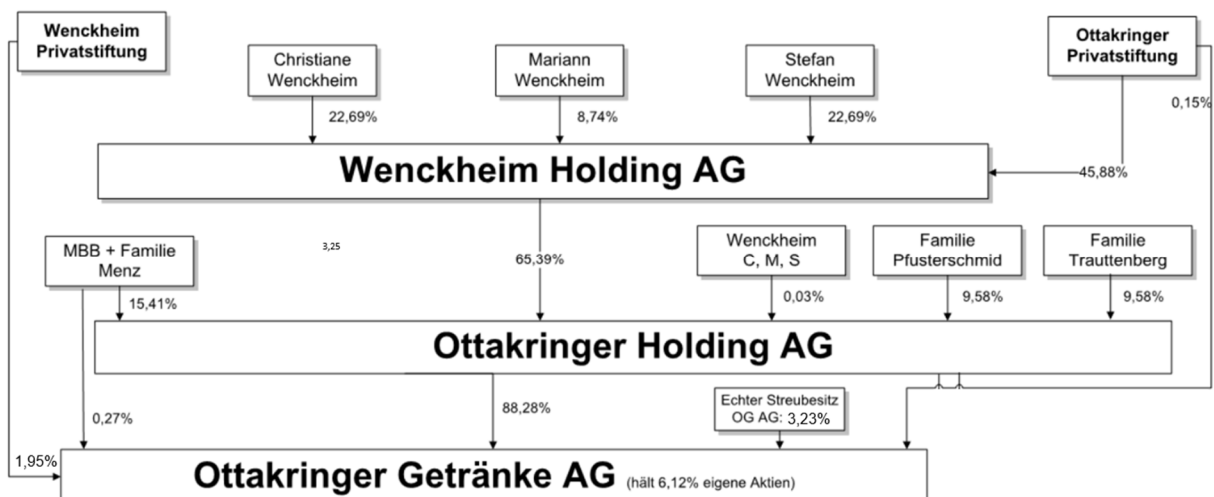 Wenckheim
Privatstiftung
Christiane
Wenckheim
Mariann
Wenckheim
Stefan
Wenckheim
Ottakringer
Privatstiftung
22,69%
8,74%
22,69%
0,15%
Wenckheim Holding AG
45,88%
MBB + Familie
Menz
3,25
65,39%
Wenckheim
C, M, S
Familie
Pfusterschmid
Familie
Trauttenberg
15,41%
0,03%
9,58%
9,58%
Ottakringer Holding AG
0,27%
88,28%
Echter Streubesitz
OG AG: 3,23%
1,95%
Ottakringer Getränke AG (hält 6,12% eigene Aktien)